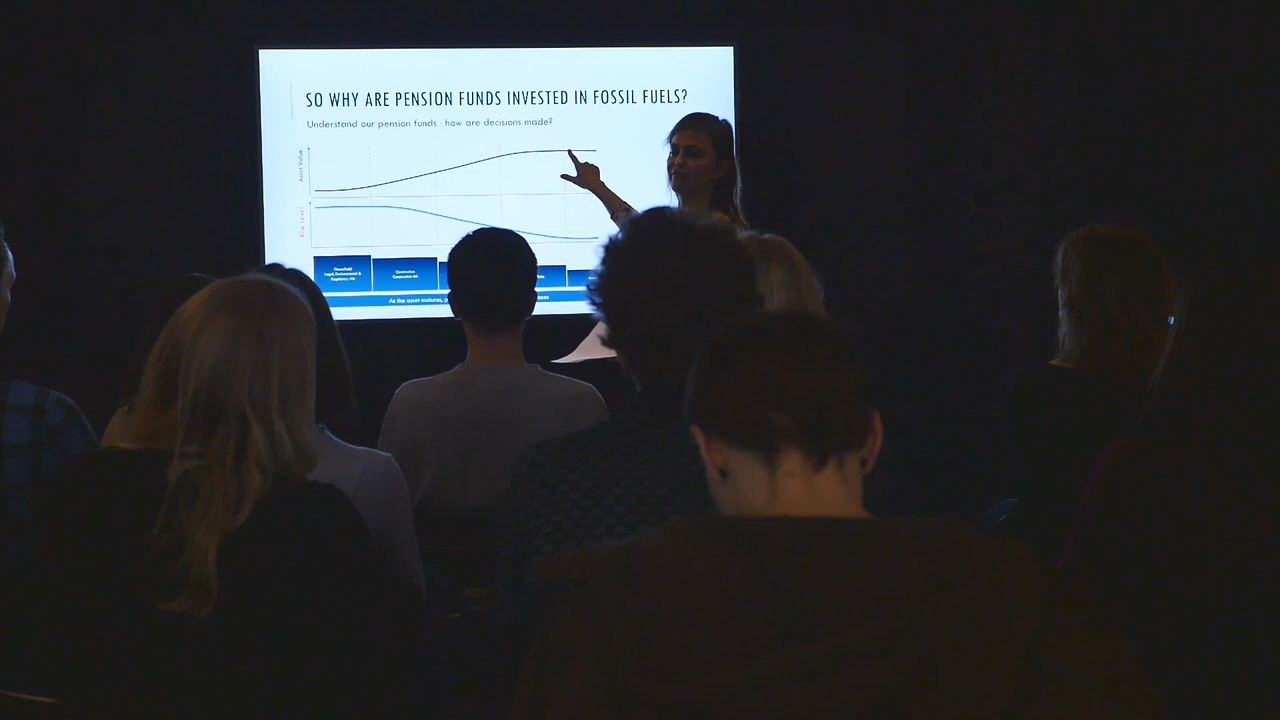 SO WHY ARE PENSION FUNDS INVESTED IN FOSSIL FUELS?
Understand our pension funds : how are decisions made?
Asset Value
Risk Level
Greenfield
Legal, Environmental &
Regulatory risk
Construction
Construction risk
As the asset matures,